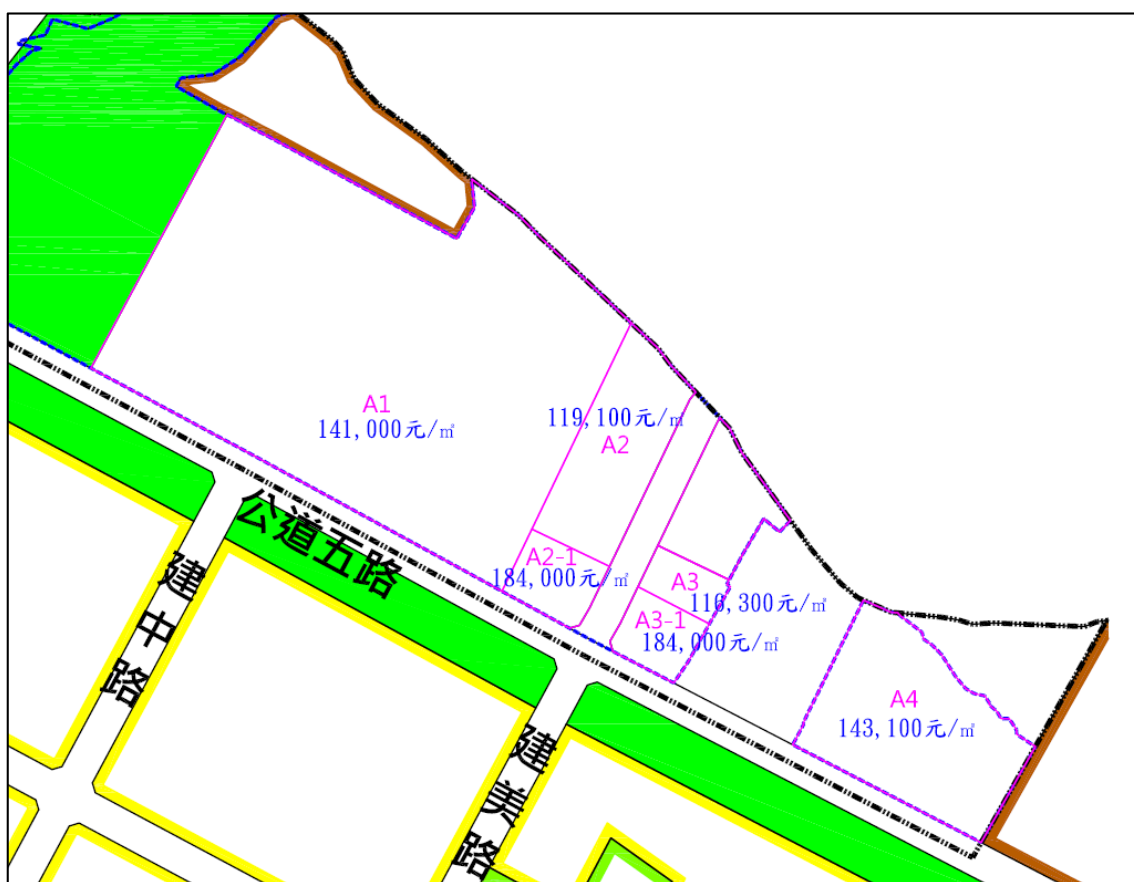 A1
141,000元/㎡
119,100元/㎡
A2
A2-1
184,000元/㎡
A3
116,300元/㎡
A3-1
184,000元/㎡
A4
143,100元/㎡
公道五路
建中路
建美路